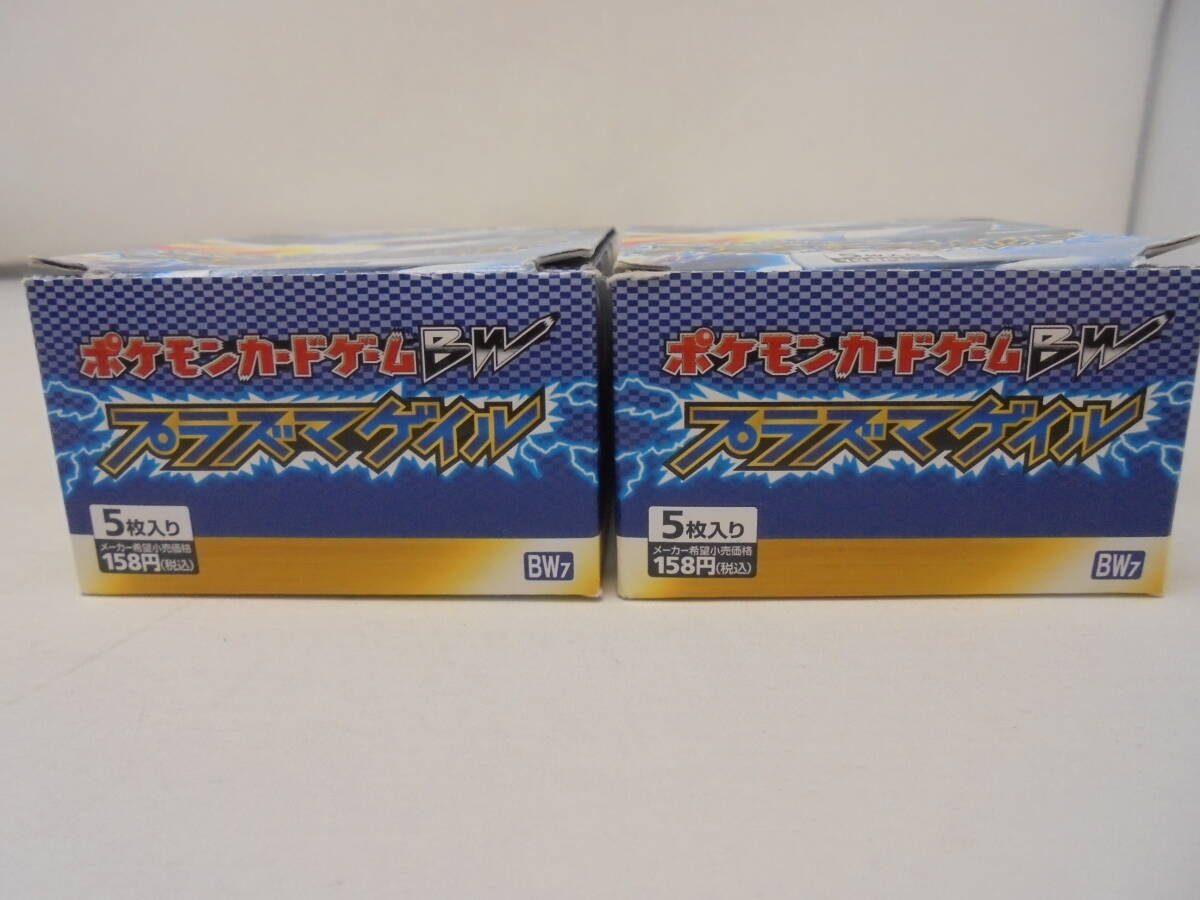 ポケモンカードゲームBW
プラズマゲイル
5枚入り
メーカー希望小売価格
158円(税込)
BW7
ポケモンカードゲームBW
プラズマゲイル
5枚入り
メーカー希望小売価格
158円(税込)
BW7